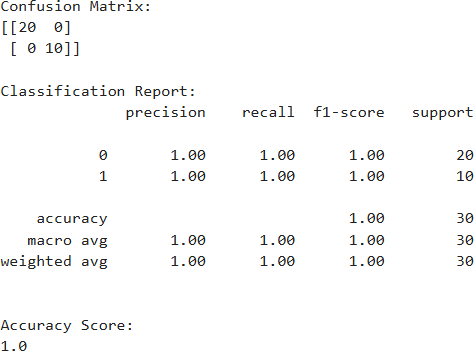 Confusion Matrix:
[[20  0]
 [ 0 10]]
Classification Report:
              precision    recall  f1-score   support
           0       1.00      1.00      1.00        20
           1       1.00      1.00      1.00        10
    accuracy                           1.00        30
   macro avg       1.00      1.00      1.00        30
weighted avg       1.00      1.00      1.00        30
Accuracy Score:
1.0